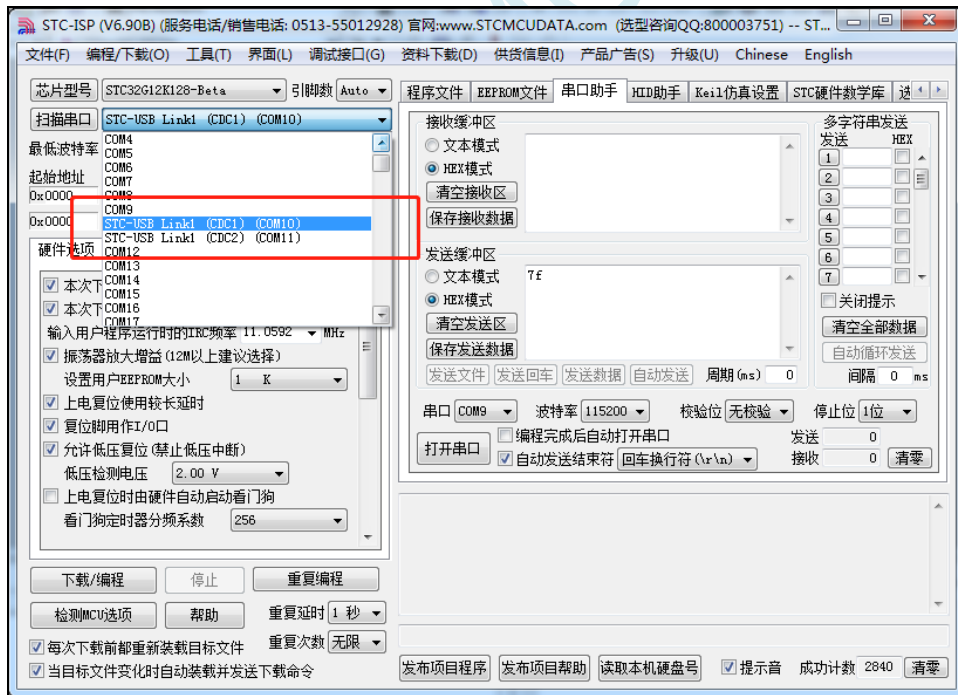 STC-ISP (V6.90B) (服务电话/销售电话: 0513-55012928) 官网:www.STCMCUDATA.com (选型咨询QQ:800003751) -- ST...
文件(F) 编程/下载(O) 工具(T) 界面(L) 调试接口(G) 资料下载(D) 供货信息(I) 产品广告(S) 升级(U) Chinese English
芯片型号 STC32G12K128-Beta 引脚数 Auto
扫描串口 STC-USB Link1 (CDC1) (COM10)
最低波特率
起始地址
0x0000
0x0000
COM4
COM5
COM6
COM7
COM8
COM9
STC-USB Link1 (CDC1) (COM10)
STC-USB Link1 (CDC2) (COM11)
COM12
COM13
COM14
COM15
COM16
COM17
硬件选项
本次下
本次下
输入用户程序运行时的IRC频率 11.0592 MHz
振荡器放大增益(12M以上建议选择)
设置用户EEPROM大小 1 K
上电复位使用较长延时
复位脚用作I/O口
允许低压复位(禁止低压中断)
低压检测电压 2.00 V
上电复位时由硬件自动启动看门狗
看门狗定时器分频系数 256
下载/编程 停止 重复编程
检测MCU选项 帮助 重复延时 1 秒
每次下载前都重新装载目标文件 重复次数 无限
当目标文件变化时自动装载并发送下载命令
程序文件 EEPROM文件 串口助手 HID助手 Keil仿真设置 STC硬件数学库
接收缓冲区
文本模式
HEX模式
清空接收区
保存接收数据
发送缓冲区
文本模式 7f
HEX模式
清空发送区
保存发送数据
发送文件 发送回车 发送数据 自动发送 周期(ms) 0
多字符串发送
发送 HEX
1
2
3
4
5
6
7
关闭提示
清空全部数据
自动循环发送
间隔 0 ms
串口 COM9 波特率 115200 校验位 无校验 停止位 1位
打开串口 编程完成后自动打开串口 发送 0
自动发送结束符 回车换行符(\r\n) 接收 0 清零
发布项目程序 发布项目帮助 读取本机硬盘号 提示音 成功计数 2840 清零